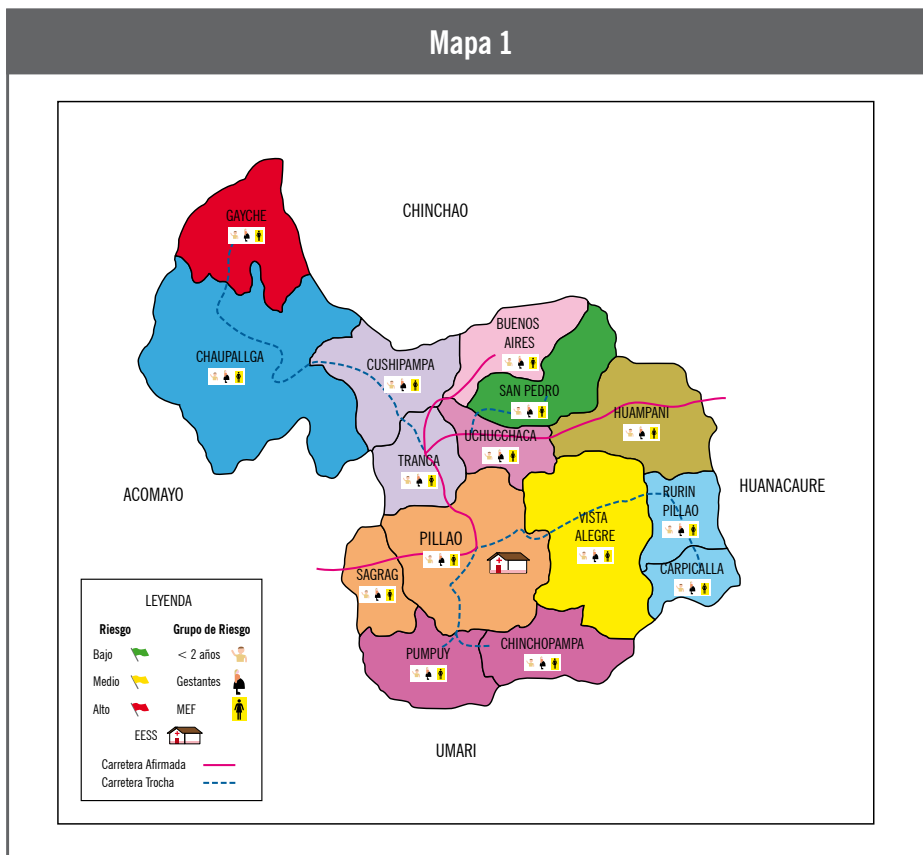 Mapa 1
GAYCHE
CHINCHAO
BUENOS
AIRES
CHAUPALLGA
CUSHIPAMPA
SAN PEDRO
HUAMPANI
UCHUCCHACA
TRANCA
ACOMAYO
HUANACAURE
RURIN
PILLAO
VISTA
ALEGRE
PILLAO
SAGRAG
CARPICALLA
CHINCHOPAMPA
PUMPUY
UMARI
LEYENDA
Riesgo Grupo de Riesgo
Bajo < 2 años
Medio Gestantes
Alto MEF
EESS
Carretera Afirmada
Carretera Trocha